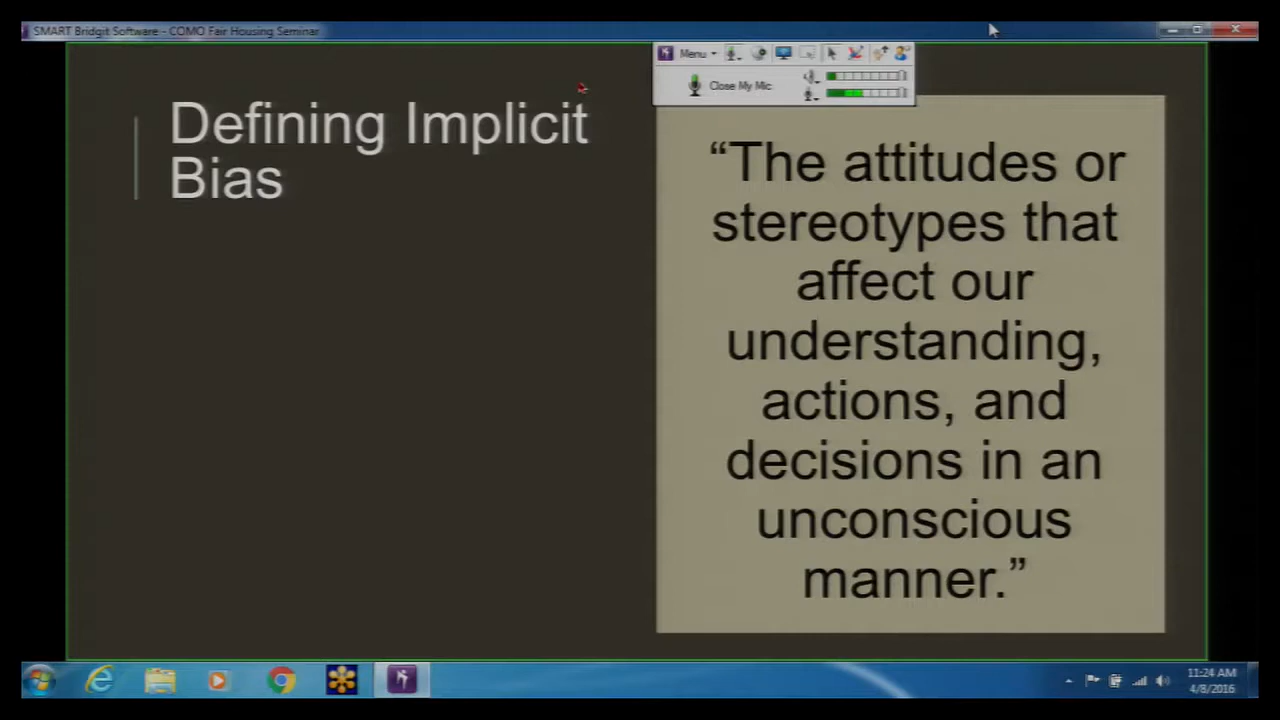 SMART Bridgit Software - COMO Fair Housing Seminar
Menu
Close My Mic
Defining Implicit
Bias
“The attitudes or
stereotypes that
affect our
understanding,
actions, and
decisions in an
unconscious
manner.”
11:24 AM
4/8/2016